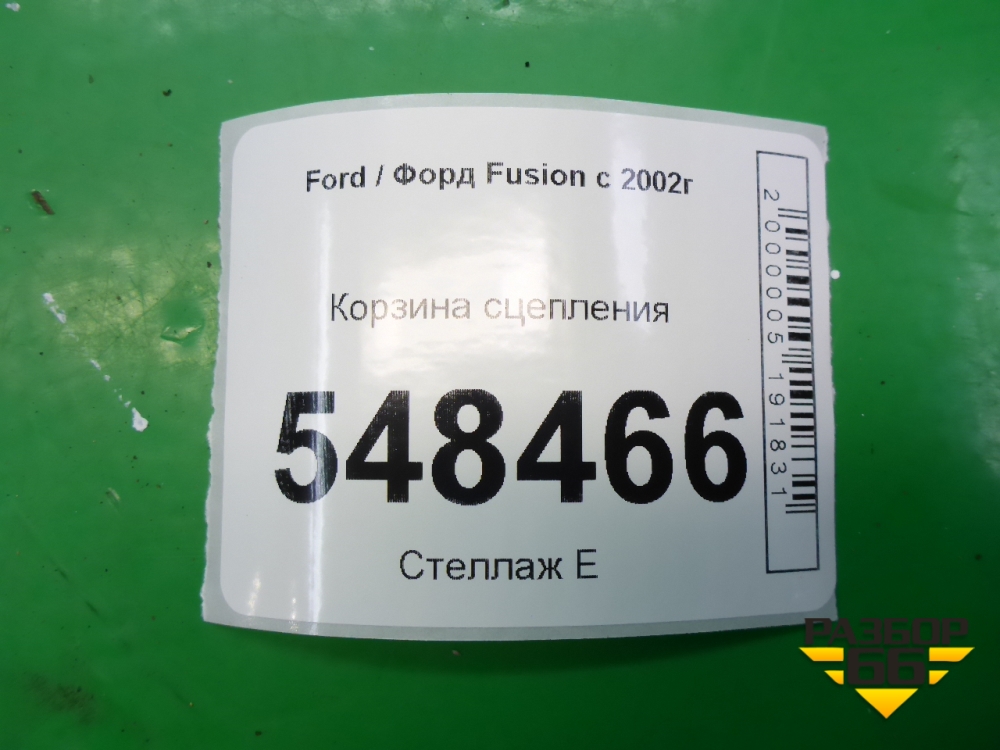 Ford / Форд Fusion с 2002г
Корзина сцепления
548466
Стеллаж Е
2000005191831
РАЗБОР
66